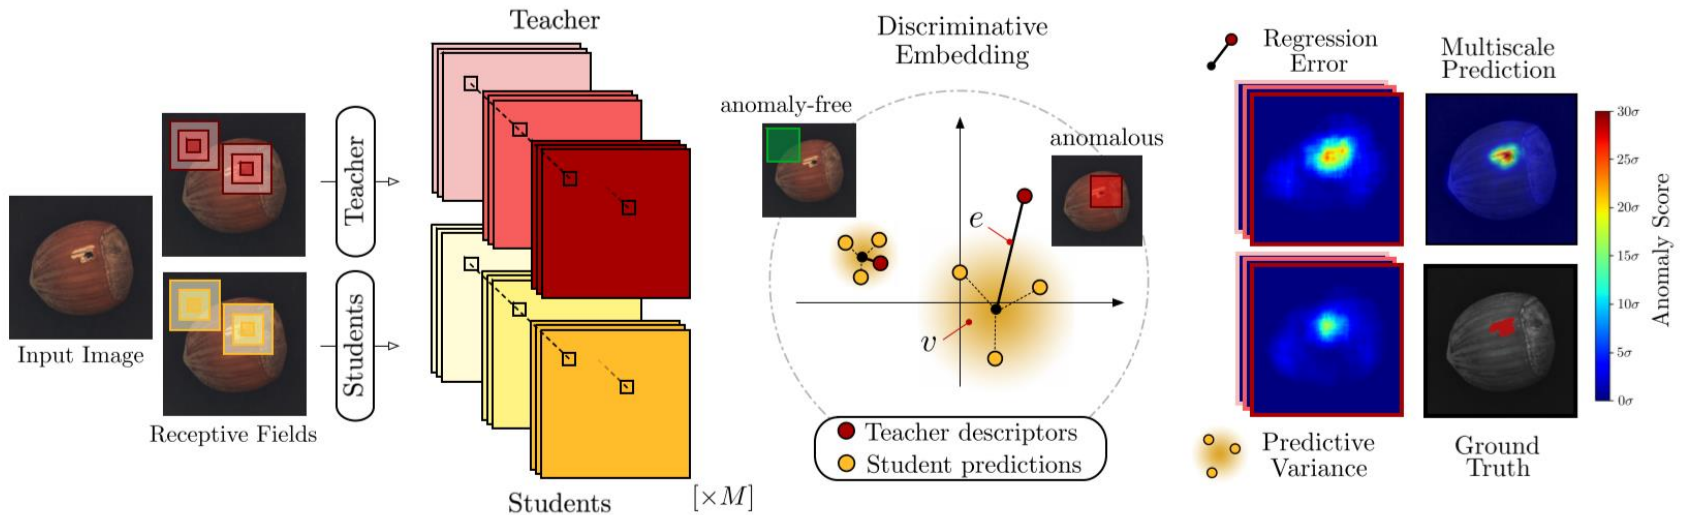 Input Image
Receptive Fields
Teacher
Students
Teacher
Students
[×M]
Discriminative
Embedding
anomaly-free
anomalous
e
v
Teacher descriptors
Student predictions
Regression
Error
Predictive
Variance
Multiscale
Prediction
Ground
Truth
30σ
25σ
20σ
15σ
10σ
5σ
0σ
Anomaly Score